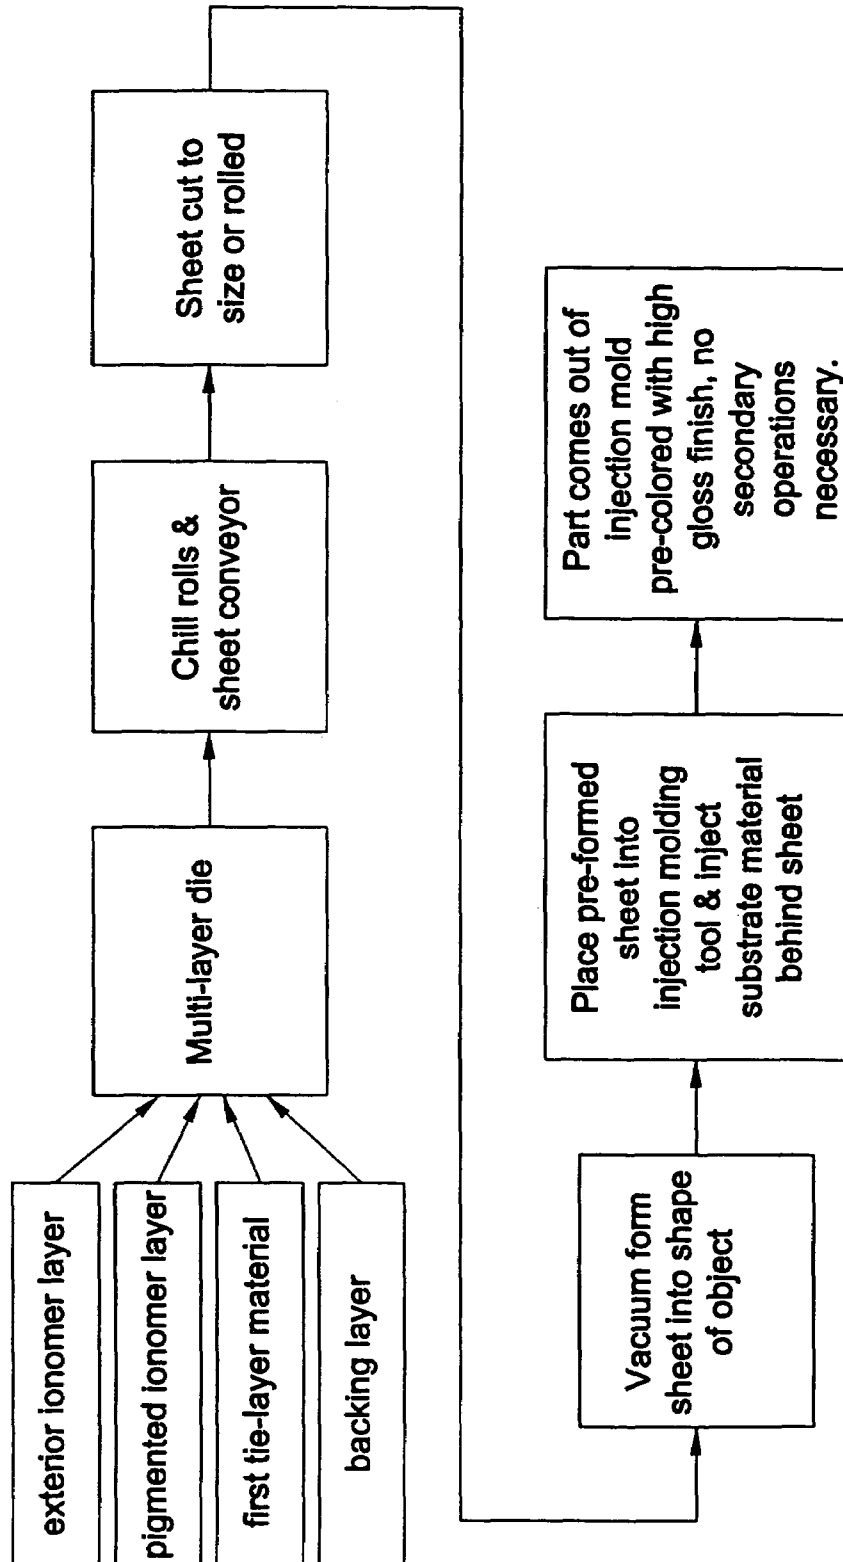 exterior ionomer layer
pigmented ionomer layer
first tie-layer material
backing layer
Multi-layer die
Chill rolls &
sheet conveyor
Sheet cut to
size or rolled
Vacuum form
sheet into shape
of object
Place pre-formed
sheet into
injection molding
tool & inject
substrate material
behind sheet
Part comes out of
injection mold
pre-colored with high
gloss finish, no
secondary
operations
necessary.